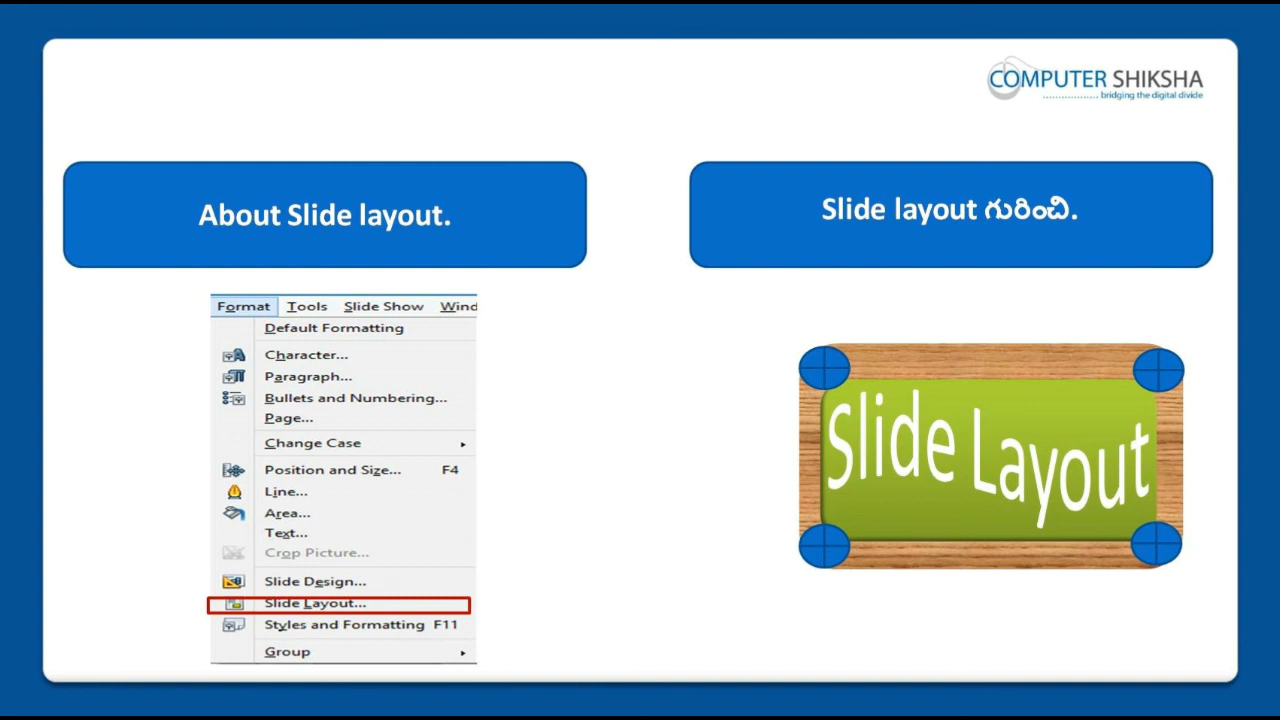 COMPUTER SHIKSHA
bridging the digital divide
About Slide layout.
Slide layout గురించి.
Format Tools Slide Show Wind
Default Formatting
Character...
Paragraph...
Bullets and Numbering...
Page...
Change Case
Position and Size... F4
Line...
Area...
Text...
Crop Picture...
Slide Design...
Slide Layout...
Styles and Formatting F11
Group
Slide Layout